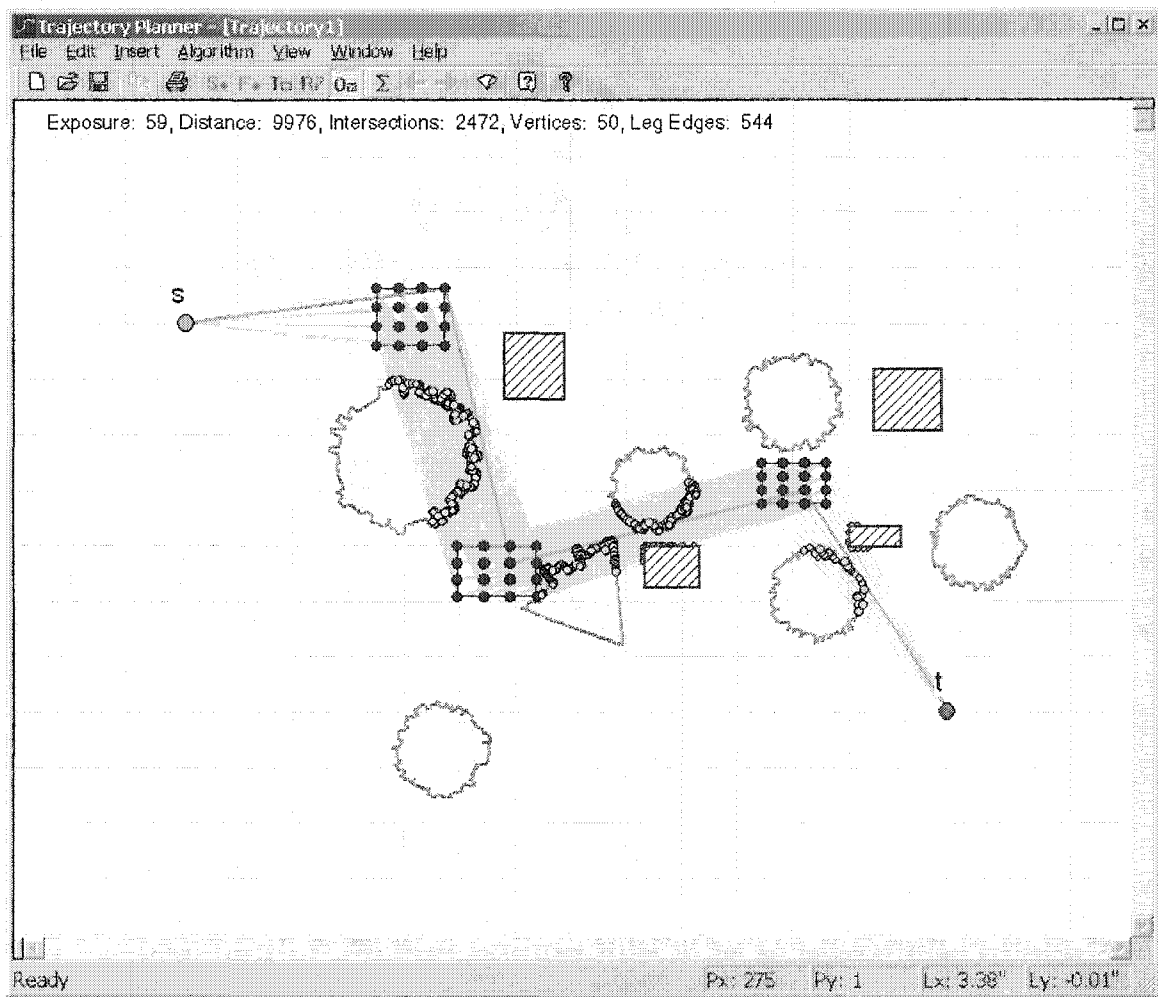 Trajectory Planner - [Trajectory1]
File Edit Insert Algorithm View Window Help
Exposure: 59, Distance: 9976, Intersections: 2472, Vertices: 50, Leg Edges: 544
s
t
Ready Px: 275 Py: 1 Lx: 3.38" Ly: -0.01"